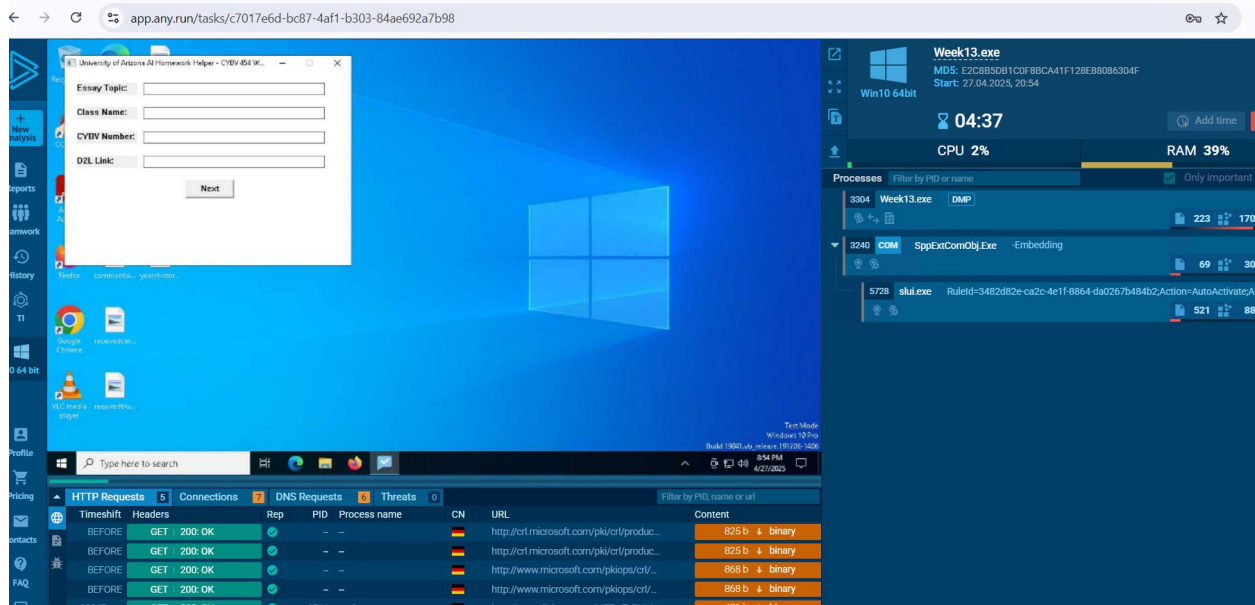 app.any.run/tasks/c7017e6d-bc87-4af1-b303-84ae692a7b98
New
Reports
History
TI
Profile
Pricing
Contacts
FAQ
University of Arizona AI Homework Helper - CYBV-454 W...
Essay Topic:
Class Name:
CYBV Number:
D2L Link:
Next
Firefox
Google
Chrome
VLC media
player
Test Mode
Windows 10 Pro
Build 19041.vb_release.191206-1406
Type here to search
8:54 PM
4/27/2025
Win10 64bit
Week13.exe
MD5: E2C8B5DB1C0F8BCA41F128E88086304F
Start: 27.04.2025, 20:54
04:37
Add time
CPU 2%
RAM 39%
Processes Filter by PID or name
Only important
3304 Week13.exe DMP
223 170
3240 COM SppExtComObj.Exe -Embedding
69 30
5728 slui.exe RuleId=3482d82e-ca2c-4e1f-8864-da0267b484b2;Action=AutoActivate;A
521 88
HTTP Requests 5 Connections 7 DNS Requests 6 Threats 0
Filter by PID, name or url
Timeshift Headers Rep PID Process name CN URL Content
BEFORE GET 200: OK – – http://crl.microsoft.com/pki/crl/produc... 825 b binary
BEFORE GET 200: OK – – http://crl.microsoft.com/pki/crl/produc... 825 b binary
BEFORE GET 200: OK – – http://www.microsoft.com/pkiops/crl/... 868 b binary
BEFORE GET 200: OK – – http://www.microsoft.com/pkiops/crl/... 868 b binary